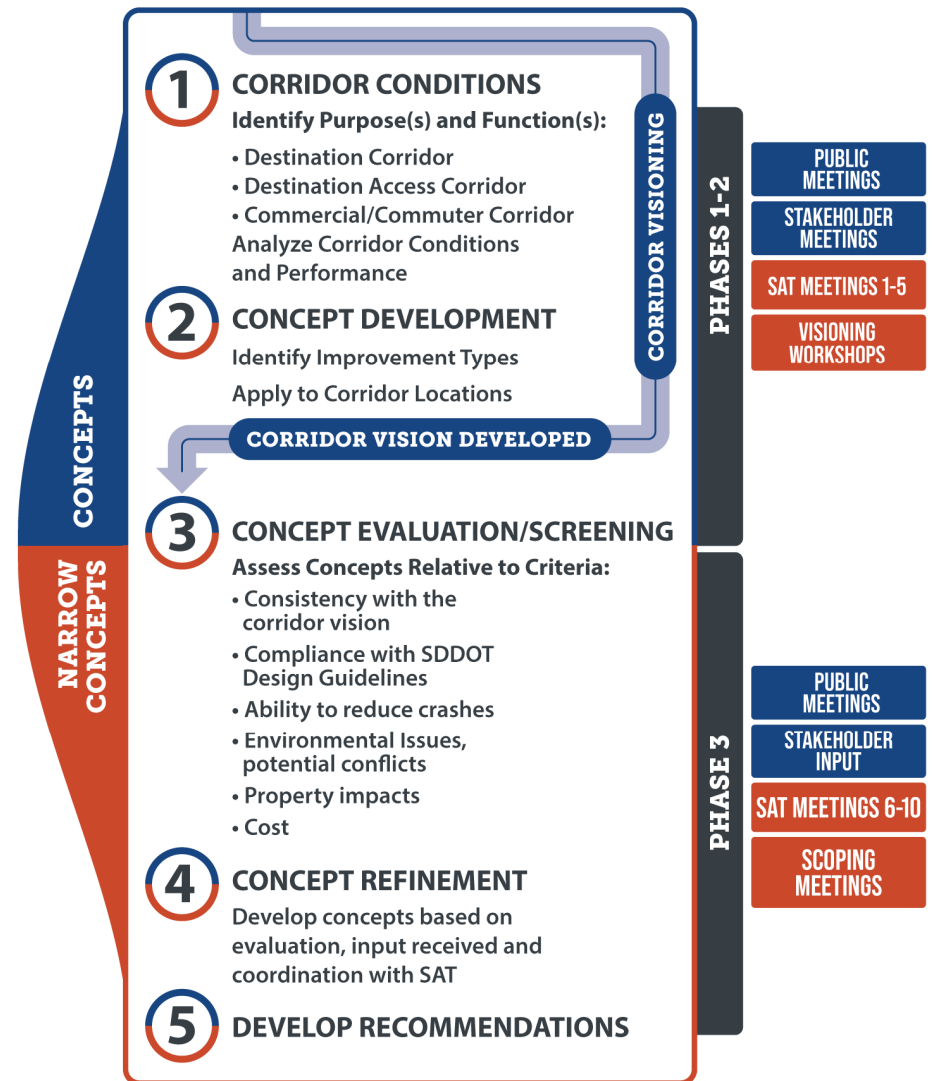 1
CORRIDOR CONDITIONS
Identify Purpose(s) and Function(s):
• Destination Corridor
• Destination Access Corridor
• Commercial/Commuter Corridor
Analyze Corridor Conditions
and Performance
2
CONCEPT DEVELOPMENT
Identify Improvement Types
Apply to Corridor Locations
CORRIDOR VISIONING
CORRIDOR VISION DEVELOPED
3
CONCEPT EVALUATION/SCREENING
Assess Concepts Relative to Criteria:
• Consistency with the
corridor vision
• Compliance with SDDOT
Design Guidelines
• Ability to reduce crashes
• Environmental Issues,
potential conflicts
• Property impacts
• Cost
4
CONCEPT REFINEMENT
Develop concepts based on
evaluation, input received and
coordination with SAT
5
DEVELOP RECOMMENDATIONS
CONCEPTS
NARROW
CONCEPTS
PHASES 1-2
PUBLIC
MEETINGS
STAKEHOLDER
MEETINGS
SAT MEETINGS 1-5
VISIONING
WORKSHOPS
PHASE 3
PUBLIC
MEETINGS
STAKEHOLDER
INPUT
SAT MEETINGS 6-10
SCOPING
MEETINGS